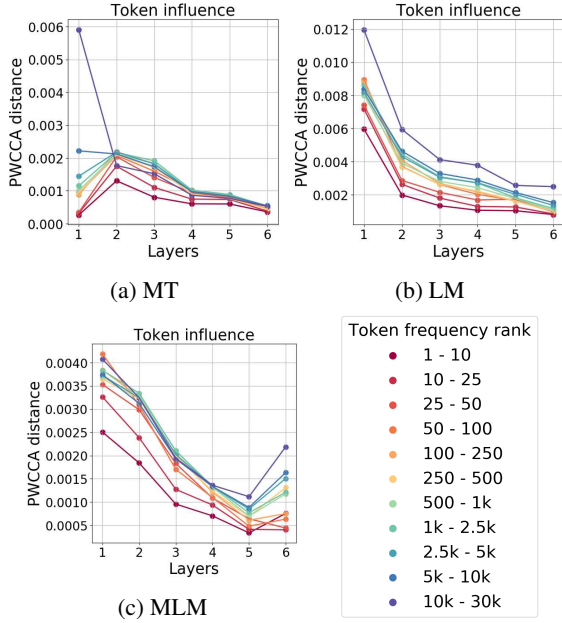 Token influence
PWCCA distance
0.006
0.005
0.004
0.003
0.002
0.001
0.000
1 2 3 4 5 6
Layers
(a) MT
Token influence
PWCCA distance
0.012
0.010
0.008
0.006
0.004
0.002
1 2 3 4 5 6
Layers
(b) LM
Token influence
PWCCA distance
0.0040
0.0035
0.0030
0.0025
0.0020
0.0015
0.0010
0.0005
1 2 3 4 5 6
Layers
(c) MLM
Token frequency rank
1 - 10
10 - 25
25 - 50
50 - 100
100 - 250
250 - 500
500 - 1k
1k - 2.5k
2.5k - 5k
5k - 10k
10k - 30k